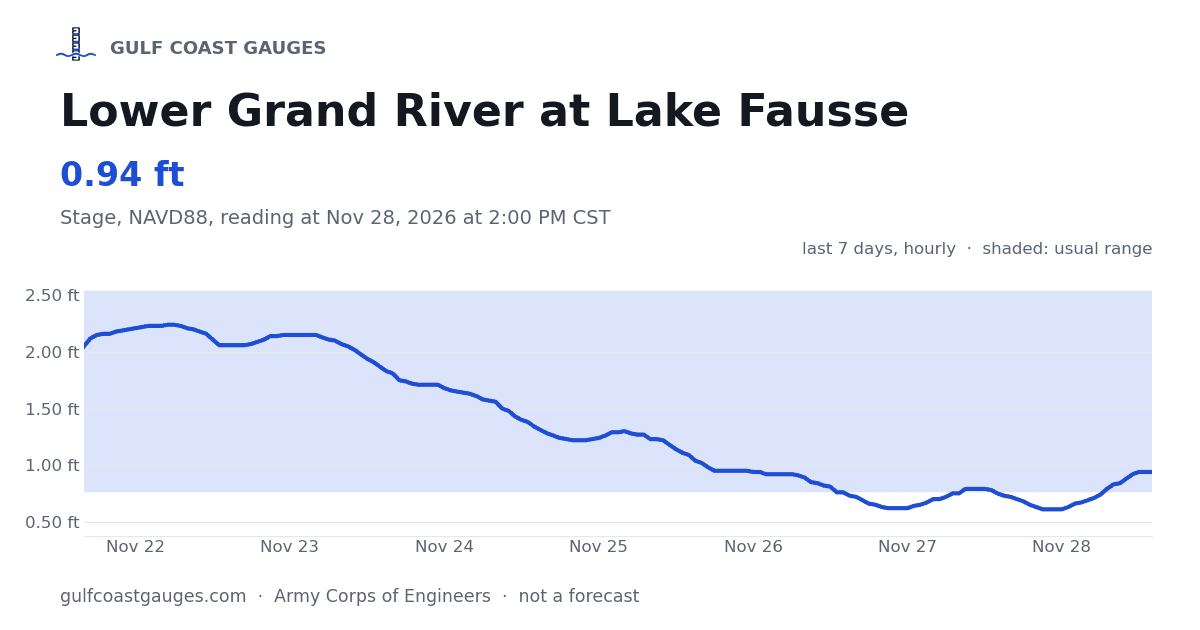 GULF COAST GAUGES
Lower Grand River at Lake Fausse
0.94 ft
Stage, NAVD88, reading at Nov 28, 2026 at 2:00 PM CST
last 7 days, hourly · shaded: usual range
2.50 ft
2.00 ft
1.50 ft
1.00 ft
0.50 ft
Nov 22 Nov 23 Nov 24 Nov 25 Nov 26 Nov 27 Nov 28
gulfcoastgauges.com · Army Corps of Engineers · not a forecast